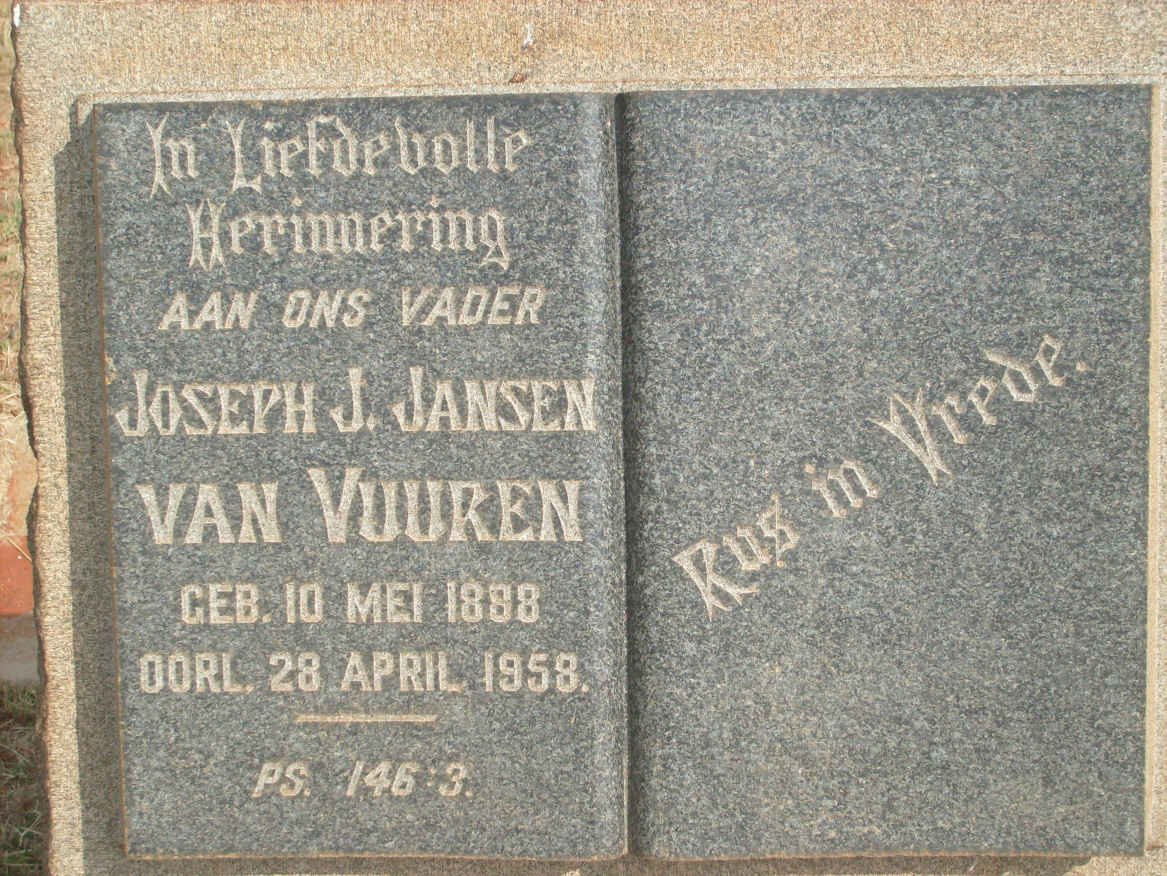 In Liefdevolle
Herinnering
AAN ONS VADER
JOSEPH J. JANSEN
VAN VUUREN
GEB. 10 MEI 1898
OORL. 28 APRIL 1958.
PS. 146:3.
Rus in Vrede.